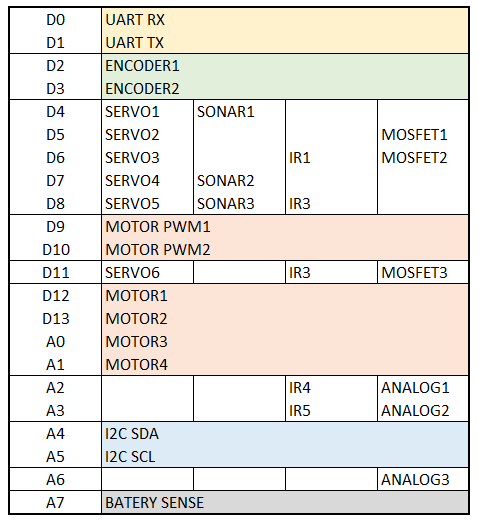 D0 UART RX
D1 UART TX
D2 ENCODER1
D3 ENCODER2
D4 SERVO1 SONAR1
D5 SERVO2 MOSFET1
D6 SERVO3 IR1 MOSFET2
D7 SERVO4 SONAR2
D8 SERVO5 SONAR3 IR3
D9 MOTOR PWM1
D10 MOTOR PWM2
D11 SERVO6 IR3 MOSFET3
D12 MOTOR1
D13 MOTOR2
A0 MOTOR3
A1 MOTOR4
A2 IR4 ANALOG1
A3 IR5 ANALOG2
A4 I2C SDA
A5 I2C SCL
A6 ANALOG3
A7 BATERY SENSE